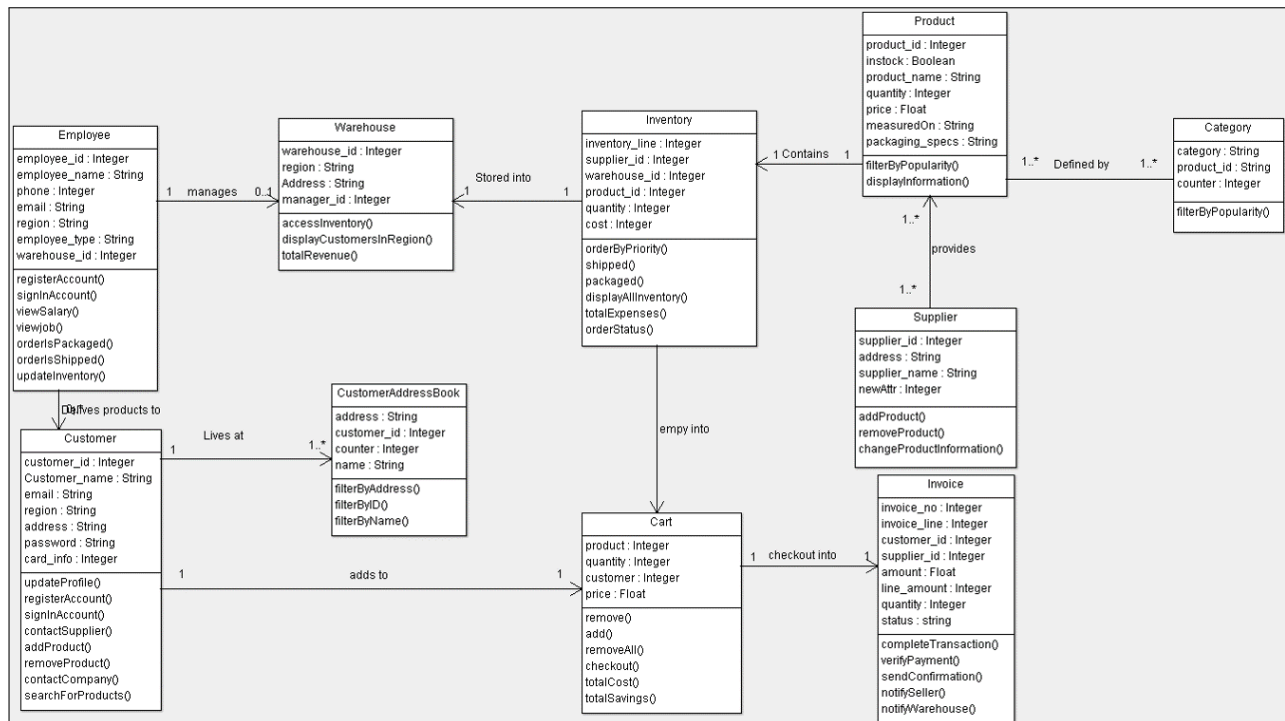 Product
product_id : Integer
instock : Boolean
product_name : String
quantity : Integer
price : Float
measuredOn : String
packaging_specs : String
filterByPopularity()
displayInformation()
Employee
employee_id : Integer
employee_name : String
phone : Integer
email : String
region : String
employee_type : String
warehouse_id : Integer
registerAccount()
signInAccount()
viewSalary()
viewjob()
orderIsPackaged()
orderIsShipped()
updateInventory()
1 manages 0..1
Warehouse
warehouse_id : Integer
region : String
Address : String
manager_id : Integer
accessInventory()
displayCustomersInRegion()
totalRevenue()
Stored into
1 1
Inventory
inventory_line : Integer
supplier_id : Integer
warehouse_id : Integer
product_id : Integer
quantity : Integer
cost : Integer
orderByPriority()
shipped()
packaged()
displayAllInventory()
totalExpenses()
orderStatus()
1 Contains 1
1..* Defined by 1..*
Category
category : String
product_id : String
counter : Integer
filterByPopularity()
1..*
provides
1..*
Supplier
supplier_id : Integer
address : String
supplier_name : String
newAttr : Integer
addProduct()
removeProduct()
changeProductInformation()
products to
Customer
customer_id : Integer
Customer_name : String
email : String
region : String
address : String
password : String
card_info : Integer
updateProfile()
registerAccount()
signInAccount()
contactSupplier()
addProduct()
removeProduct()
contactCompany()
searchForProducts()
1 Lives at 1..*
CustomerAddressBook
address : String
customer_id : Integer
counter : Integer
name : String
filterByAddress()
filterByID()
filterByName()
empy into
1 adds to 1
Cart
product : Integer
quantity : Integer
customer : Integer
price : Float
remove()
add()
removeAll()
checkout()
totalCost()
totalSavings()
1 checkout into 1
Invoice
invoice_no : Integer
invoice_line : Integer
customer_id : Integer
supplier_id : Integer
amount : Float
line_amount : Integer
quantity : Integer
status : string
completeTransaction()
verifyPayment()
sendConfirmation()
notifySeller()
notifyWarehouse()